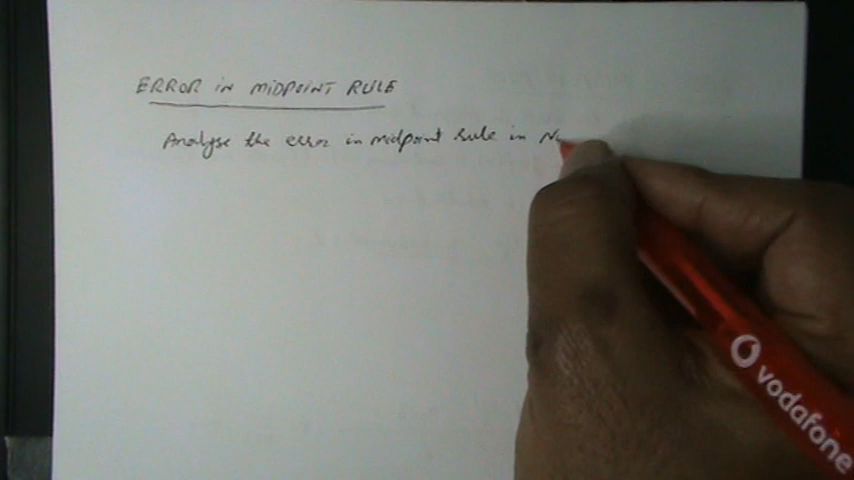 ERROR IN MIDPOINT RULE
Analyse the error in midpoint rule in
vodafone